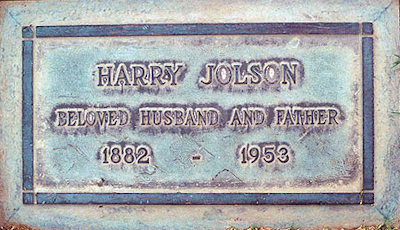 HARRY JOLSON
BELOVED HUSBAND AND FATHER
1882 - 1953